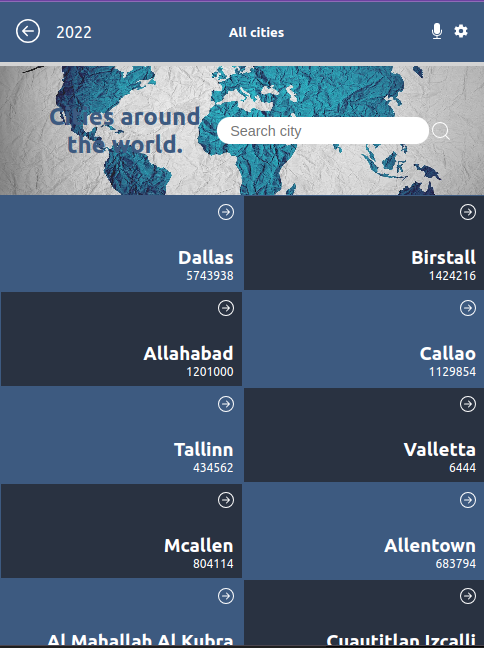 2022
All cities
Cities around
the world.
Search city
Dallas
5743938
Birstall
1424216
Allahabad
1201000
Callao
1129854
Tallinn
434562
Valletta
6444
Mcallen
804114
Allentown
683794
Al Mahallah Al Kubra
Cuautitlan Izcalli